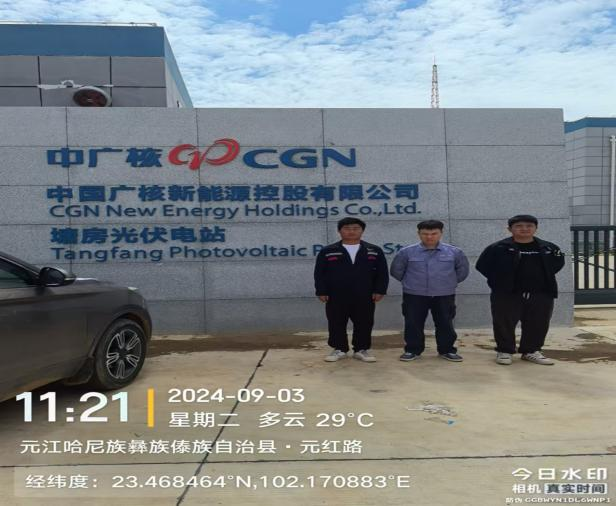 中广核 CGN
中国广核新能源控股有限公司
CGN New Energy Holdings Co.,Ltd.
塘房光伏电站
Tangfang Photovoltaic
11:21
2024-09-03
星期二 多云 29°C
元江哈尼族彝族傣族自治县·元红路
经纬度：23.468464°N,102.170883°E
今日水印
相机 真实时间
防伪 GGBWYN1DL6WNP1